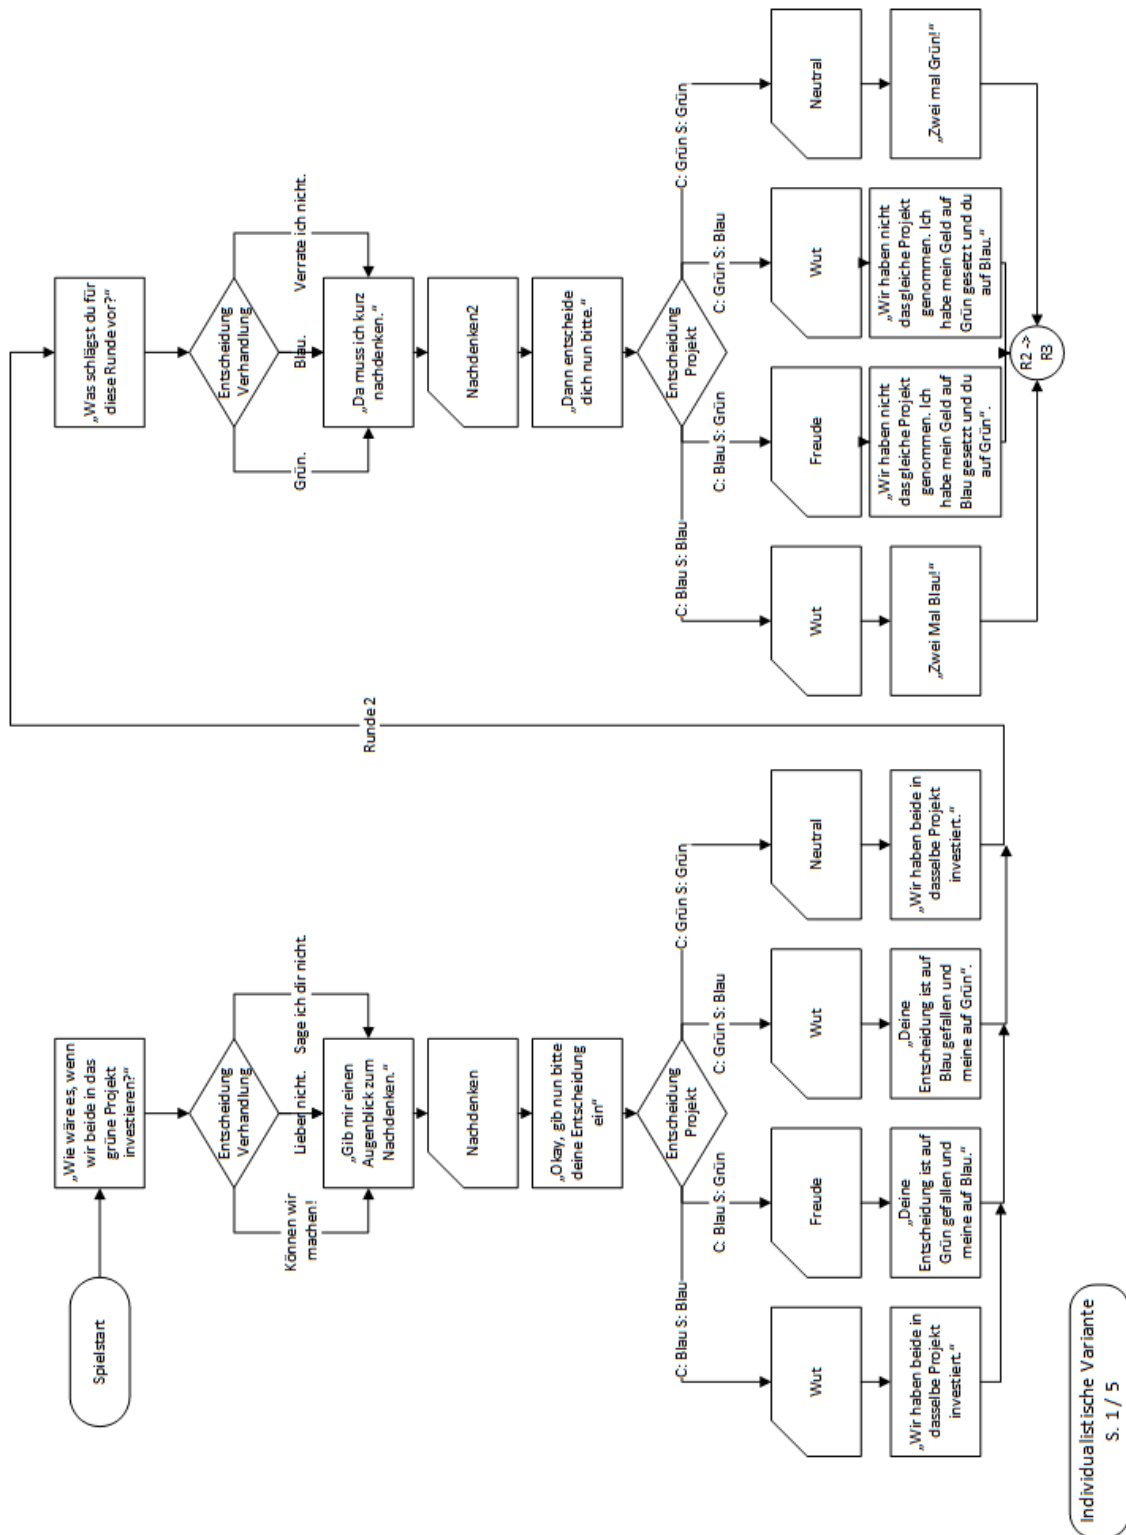 Spielstart
„Wie wäre es, wenn
wir beide in das
grüne Projekt
investieren?“
Entscheidung
Verhandlung
Können wir
machen!
Lieber nicht.
Sage ich dir nicht.
„Gib mir einen
Augenblick zum
Nachdenken.“
Nachdenken
„Okay, gib nun bitte
deine Entscheidung
ein“
Entscheidung
Projekt
C: Blau S: Blau
C: Blau S: Grün
C: Grün S: Blau
C: Grün S: Grün
Wut
Freude
Wut
Neutral
„Wir haben beide in
dasselbe Projekt
investiert.“
„Deine
Entscheidung ist auf
Grün gefallen und
meine auf Blau.“
„Deine
Entscheidung ist auf
Blau gefallen und
meine auf Grün“.
„Wir haben beide in
dasselbe Projekt
investiert.“
Runde 2
„Was schlägst du für
diese Runde vor?“
Entscheidung
Verhandlung
Grün.
Blau.
Verrate ich nicht.
„Da muss ich kurz
nachdenken.“
Nachdenken2
„Dann entscheide
dich nun bitte.“
Entscheidung
Projekt
C: Blau S: Blau
C: Blau S: Grün
C: Grün S: Blau
C: Grün S: Grün
Wut
Freude
Wut
Neutral
„Zwei Mal Blau!“
„Wir haben nicht
das gleiche Projekt
genommen. Ich
habe mein Geld auf
Blau gesetzt und du
auf Grün“.
„Wir haben nicht
das gleiche Projekt
genommen. Ich
habe mein Geld auf
Grün gesetzt und du
auf Blau.“
„Zwei mal Grün!“
R2 ->
R3
Individualistische Variante
S. 1 / 5